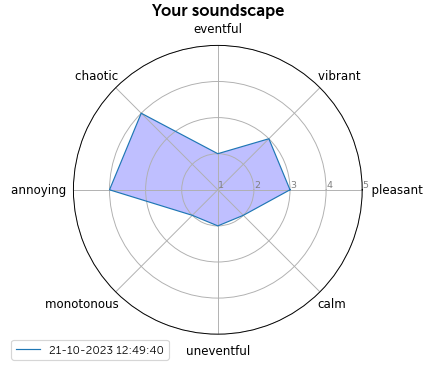 Your soundscape
eventful
chaotic
vibrant
annoying
1
2
3
4
5
pleasant
monotonous
calm
uneventful
21-10-2023 12:49:40